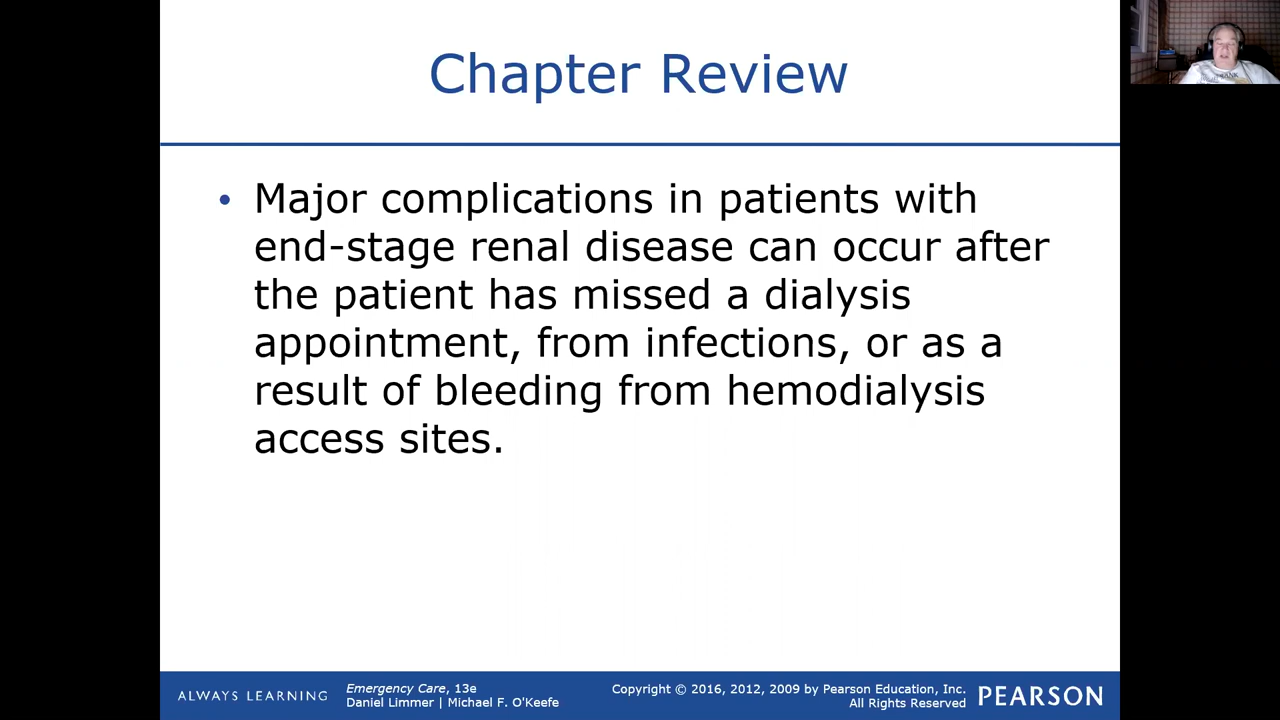 Chapter Review
• Major complications in patients with
end-stage renal disease can occur after
the patient has missed a dialysis
appointment, from infections, or as a
result of bleeding from hemodialysis
access sites.
ALWAYS LEARNING
Emergency Care, 13e
Daniel Limmer | Michael F. O'Keefe
Copyright © 2016, 2012, 2009 by Pearson Education, Inc.
All Rights Reserved
PEARSON